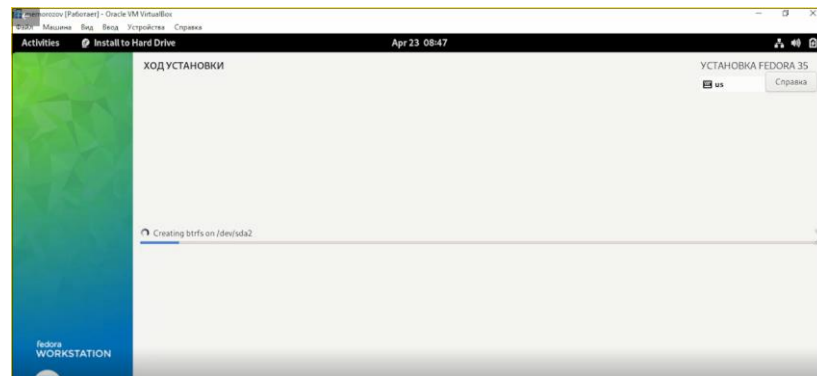 memorozov [Работает] - Oracle VM VirtualBox
Файл Машина Вид Ввод Устройства Справка
Activities Install to Hard Drive Apr 23 08:47
ХОД УСТАНОВКИ
УСТАНОВКА FEDORA 35
us Справка
Creating btrfs on /dev/sda2
fedora
WORKSTATION